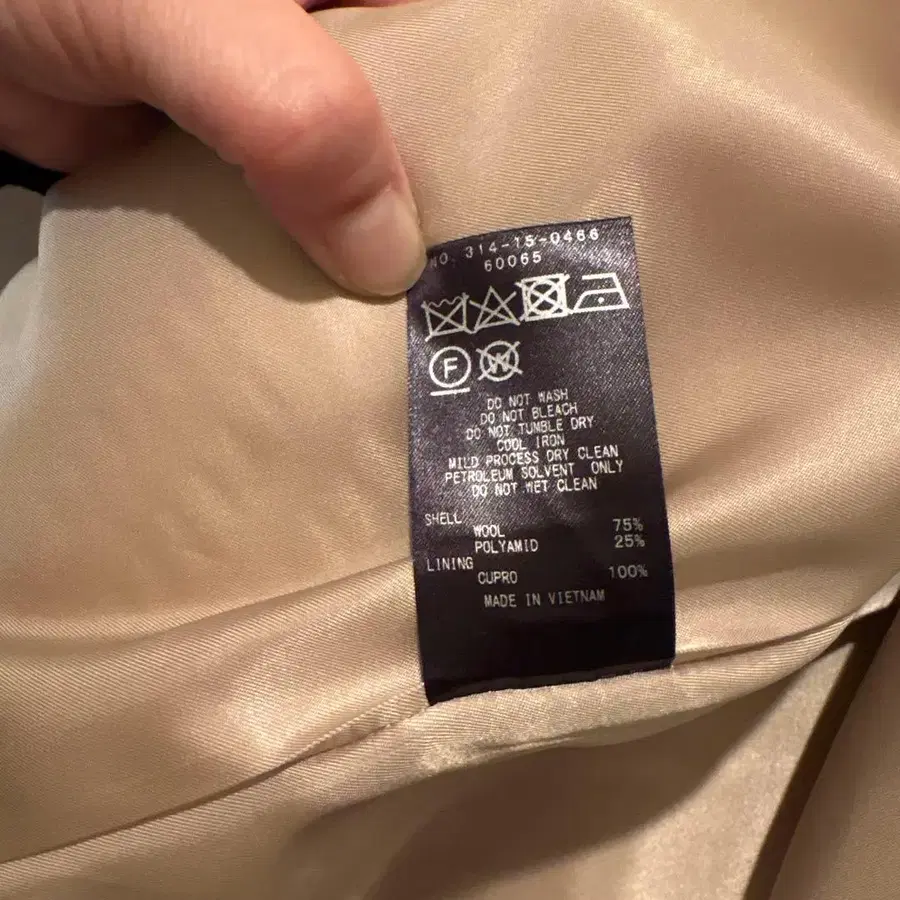 NO. 314-15-0466
60065
F W
DO NOT WASH
DO NOT BLEACH
DO NOT TUMBLE DRY
COOL IRON
MILD PROCESS DRY CLEAN
PETROLEUM SOLVENT ONLY
DO NOT WET CLEAN
SHELL
WOOL 75%
POLYAMID 25%
LINING
CUPRO 100%
MADE IN VIETNAM